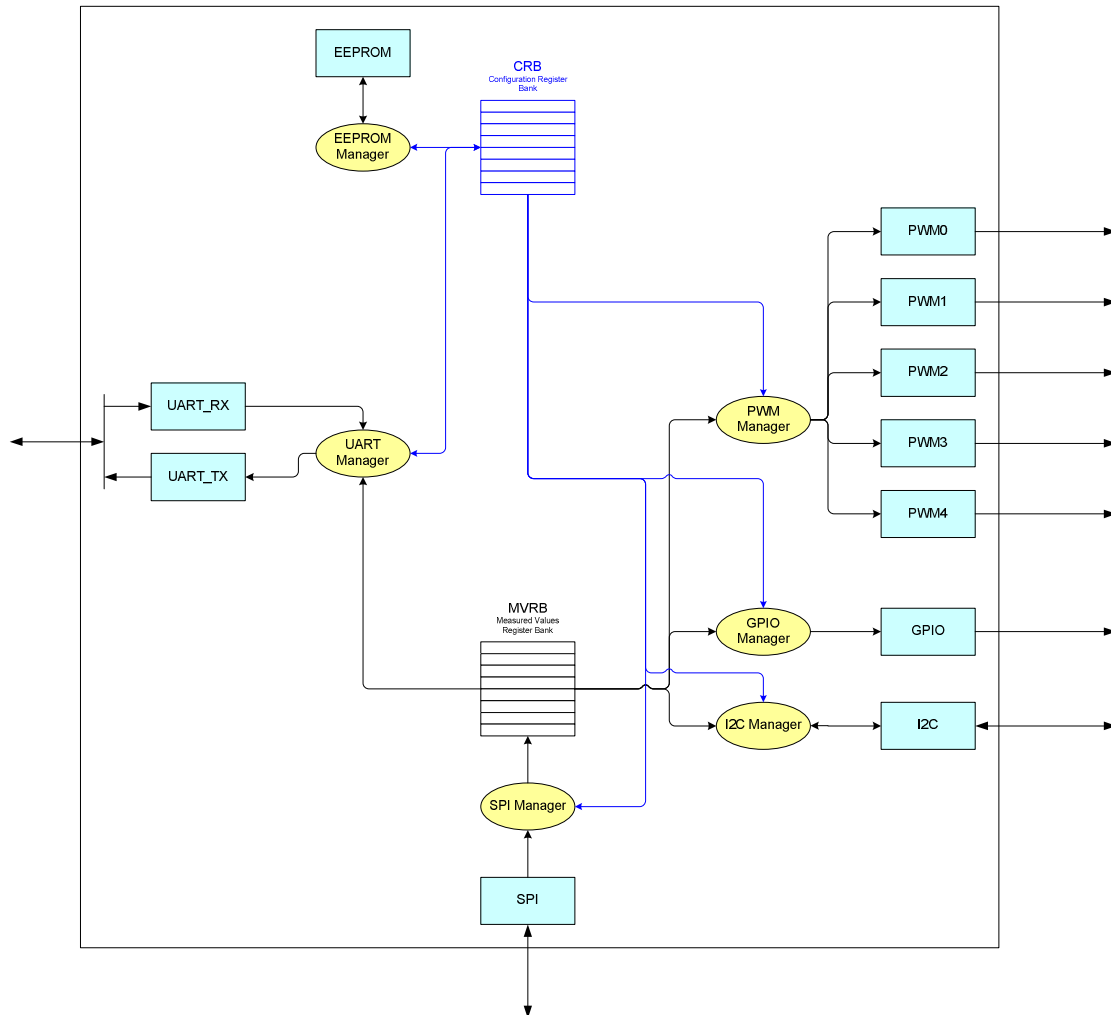 EEPROM
CRB
Configuration Register
Bank
EEPROM
Manager
PWM0
PWM1
PWM2
PWM3
PWM4
UART_RX
UART
Manager
UART_TX
PWM
Manager
MVRB
Measured Values
Register Bank
GPIO
Manager
GPIO
I2C Manager
I2C
SPI Manager
SPI